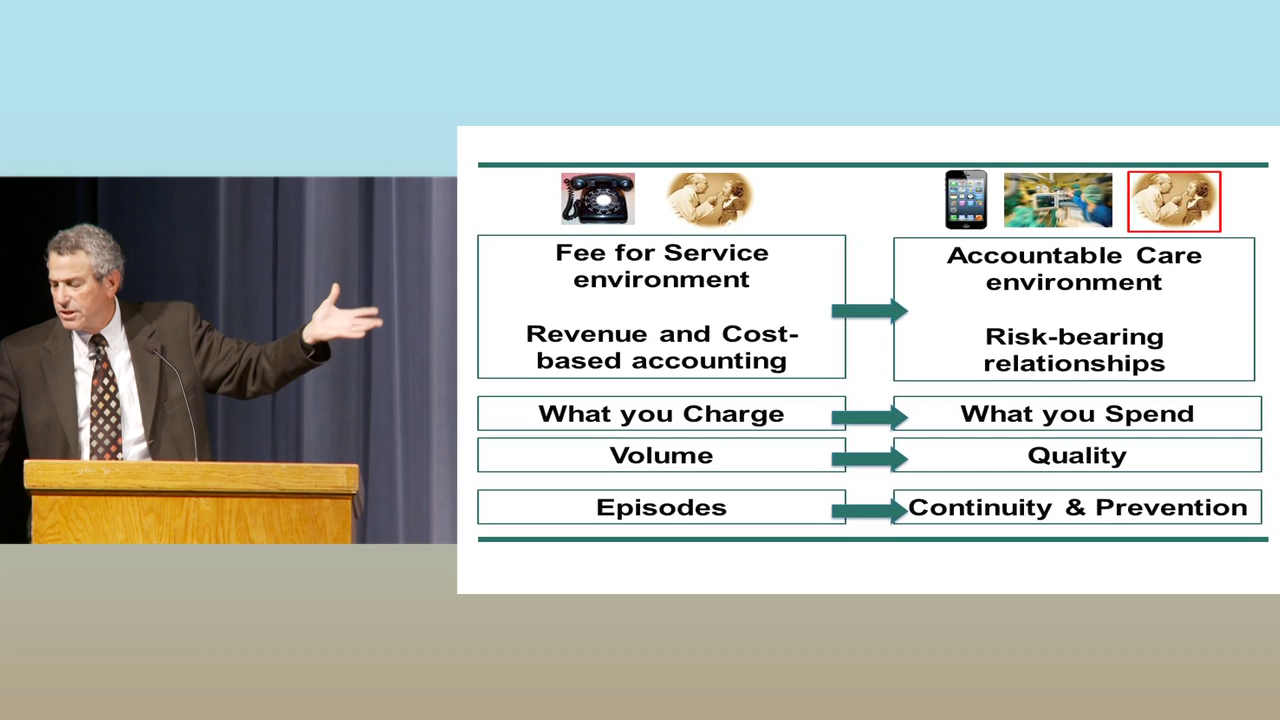 Fee for Service
environment
Revenue and Cost-
based accounting
Accountable Care
environment
Risk-bearing
relationships
What you Charge
What you Spend
Volume
Quality
Episodes
Continuity & Prevention